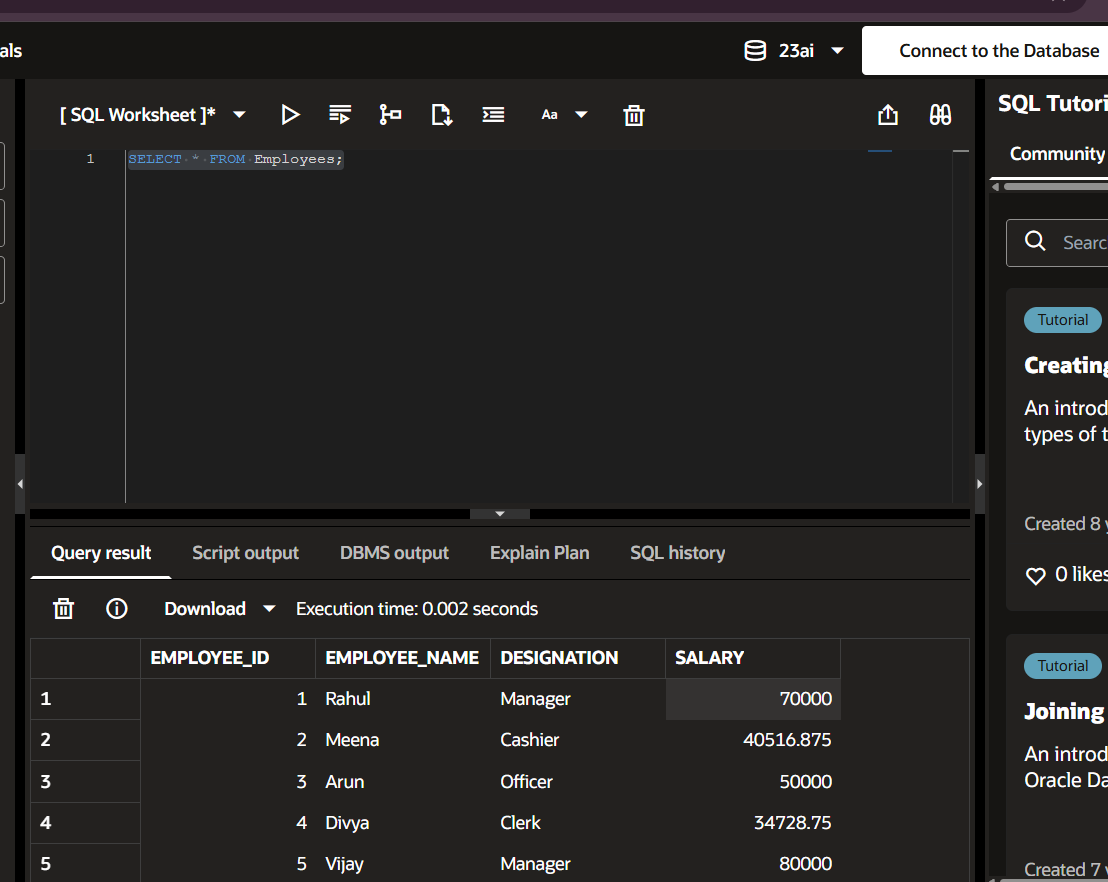 als
23ai
Connect to the Database
[ SQL Worksheet ]*
Aa
1 SELECT * FROM Employees;
SQL Tutori
Community
Searc
Tutorial
Creating
An introd
types of t
Created 8 y
0 likes
Tutorial
Joining
An introd
Oracle Da
Created 7 y
Query result Script output DBMS output Explain Plan SQL history
Download Execution time: 0.002 seconds
EMPLOYEE_ID EMPLOYEE_NAME DESIGNATION SALARY
1 1 Rahul Manager 70000
2 2 Meena Cashier 40516.875
3 3 Arun Officer 50000
4 4 Divya Clerk 34728.75
5 5 Vijay Manager 80000